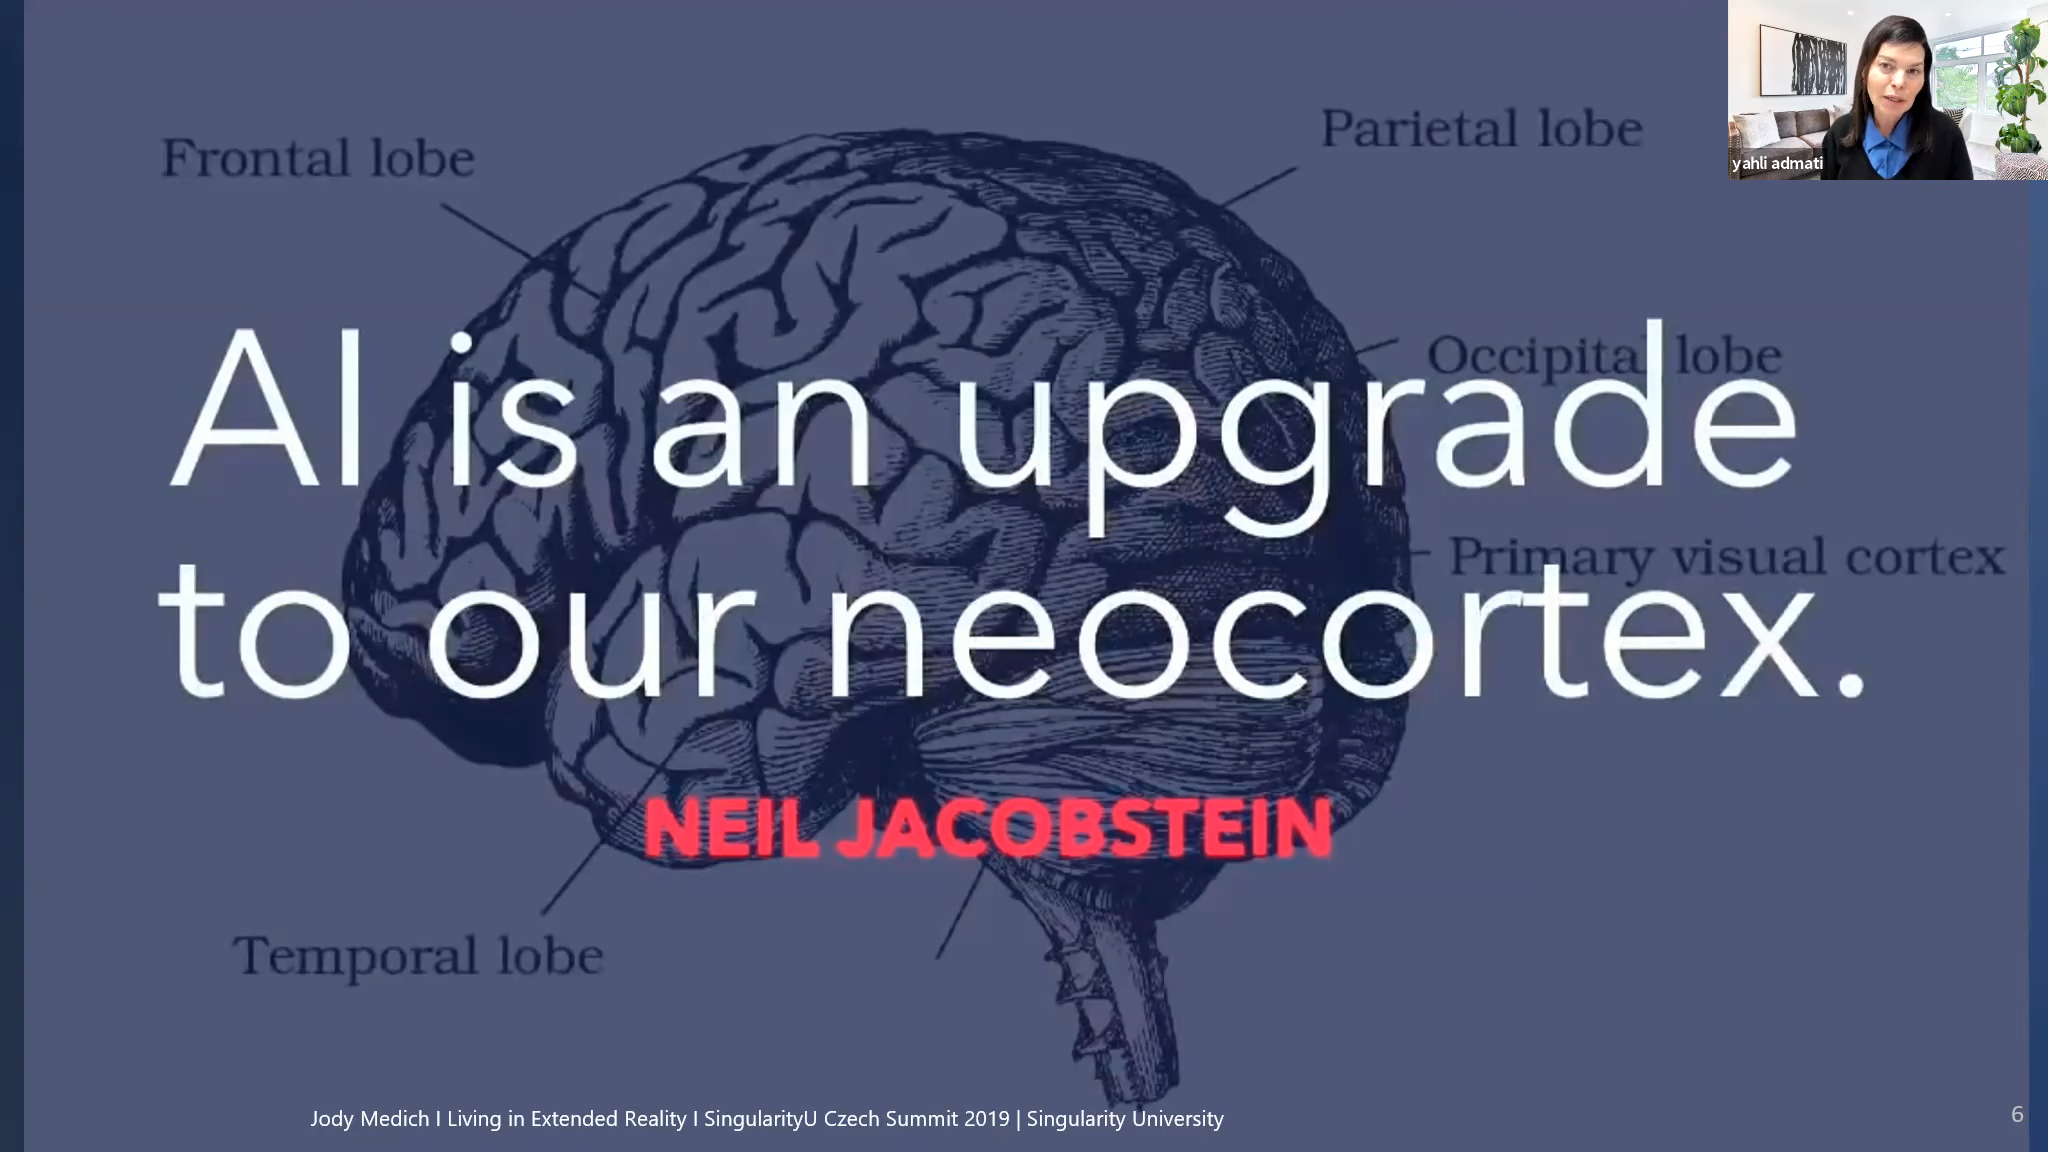 yahli admati
Frontal lobe
Parietal lobe
Occipital lobe
AI is an upgrade
Primary visual cortex
to our neocortex.
NEIL JACOBSTEIN
Temporal lobe
Jody Medich I Living in Extended Reality I SingularityU Czech Summit 2019 | Singularity University
6